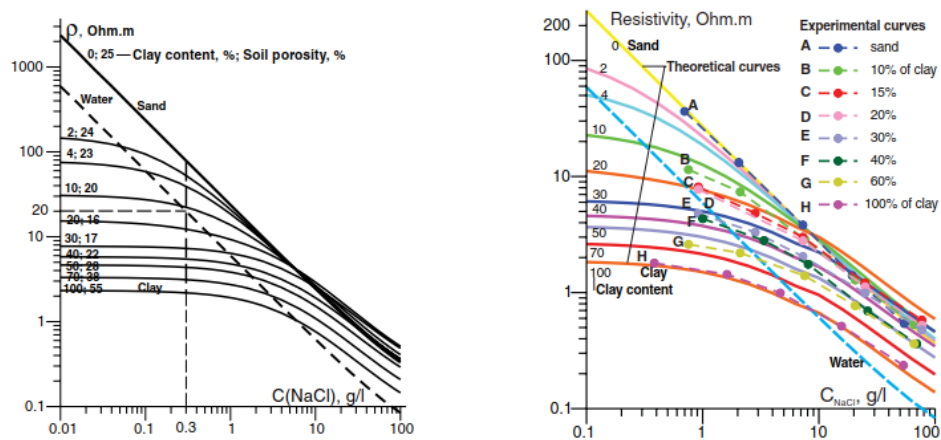 ρ, Ohm.m
0; 25 — Clay content, %; Soil porosity, %
1000
Water
Sand
2; 24
100
4; 23
10; 20
20
20; 16
10
30; 17
40; 22
50; 28
70; 38
100, 55
Clay
1
C(NaCl), g/l
0.1
0.01
0.1
0.3
1
10
100
Resistivity, Ohm.m
200
0
Sand
100
Theoretical curves
2
4
A
10
B
20
C
10
30
E
D
40
F
50
G
70
H
Clay
100
Clay content
1
Water
C NaCl, g/l
0.1
0.1
1
10
100
Experimental curves
A sand
B 10% of clay
C 15%
D 20%
E 30%
F 40%
G 60%
H 100% of clay